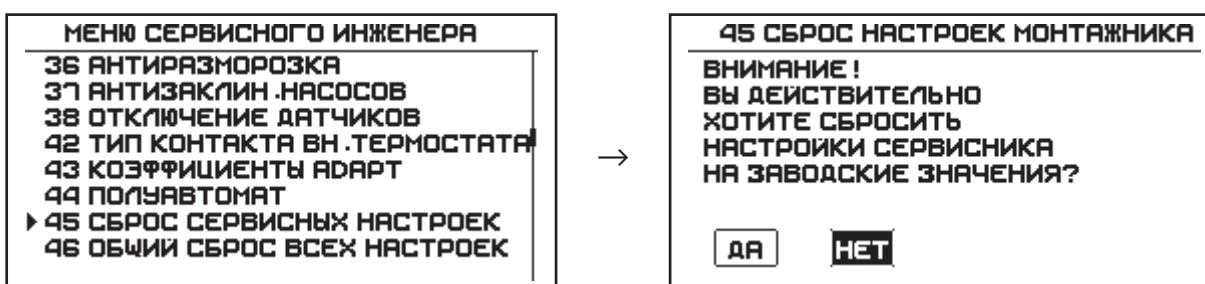 МЕНЮ СЕРВИСНОГО ИНЖЕНЕРА
36 АНТИРАЗМОРОЗКА
37 АНТИЗАКЛИН.НАСОСОВ
38 ОТКЛЮЧЕНИЕ ДАТЧИКОВ
42 ТИП КОНТАКТА ВН.ТЕРМОСТАТА
43 КОЭФФИЦИЕНТЫ ADAPT
44 ПОЛУАВТОМАТ
45 СБРОС СЕРВИСНЫХ НАСТРОЕК
46 ОБЩИЙ СБРОС ВСЕХ НАСТРОЕК
→
45 СБРОС НАСТРОЕК МОНТАЖНИКА
ВНИМАНИЕ!
ВЫ ДЕЙСТВИТЕЛЬНО
ХОТИТЕ СБРОСИТЬ
НАСТРОЙКИ СЕРВИСНИКА
НА ЗАВОДСКИЕ ЗНАЧЕНИЯ?
ДА НЕТ